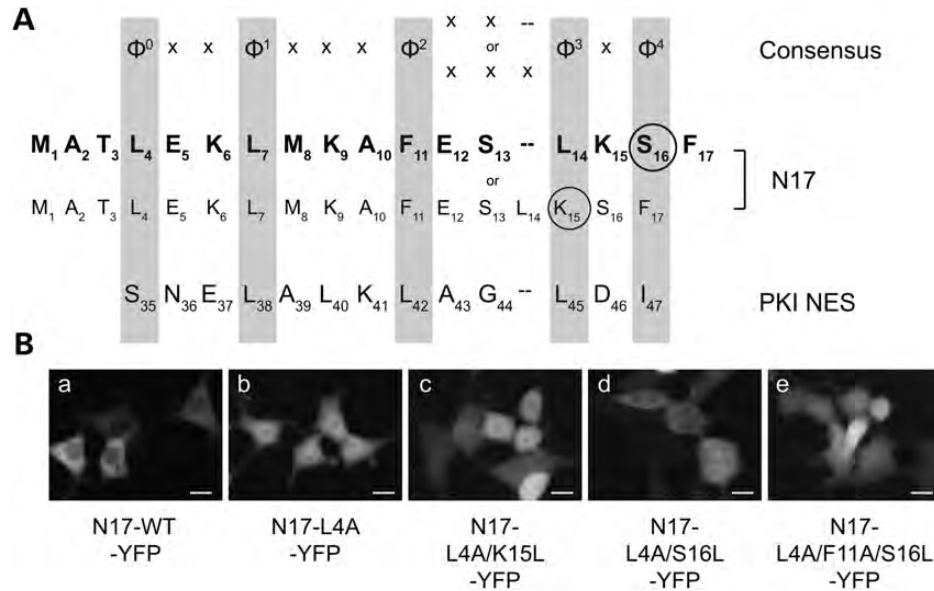 A
x x --
Φ⁰ x x Φ¹ x x x Φ² or Φ³ x Φ⁴ Consensus
x x x
M₁ A₂ T₃ L₄ E₅ K₆ L₇ M₈ K₉ A₁₀ F₁₁ E₁₂ S₁₃ -- L₁₄ K₁₅ S₁₆ F₁₇
or
N17
M₁ A₂ T₃ L₄ E₅ K₆ L₇ M₈ K₉ A₁₀ F₁₁ E₁₂ S₁₃ L₁₄ K₁₅ S₁₆ F₁₇
S₃₅ N₃₆ E₃₇ L₃₈ A₃₉ L₄₀ K₄₁ L₄₂ A₄₃ G₄₄ -- L₄₅ D₄₆ I₄₇ PKI NES
B
a b c d e
N17-WT
-YFP
N17-L4A
-YFP
N17-
L4A/K15L
-YFP
N17-
L4A/S16L
-YFP
N17-
L4A/F11A/S16L
-YFP